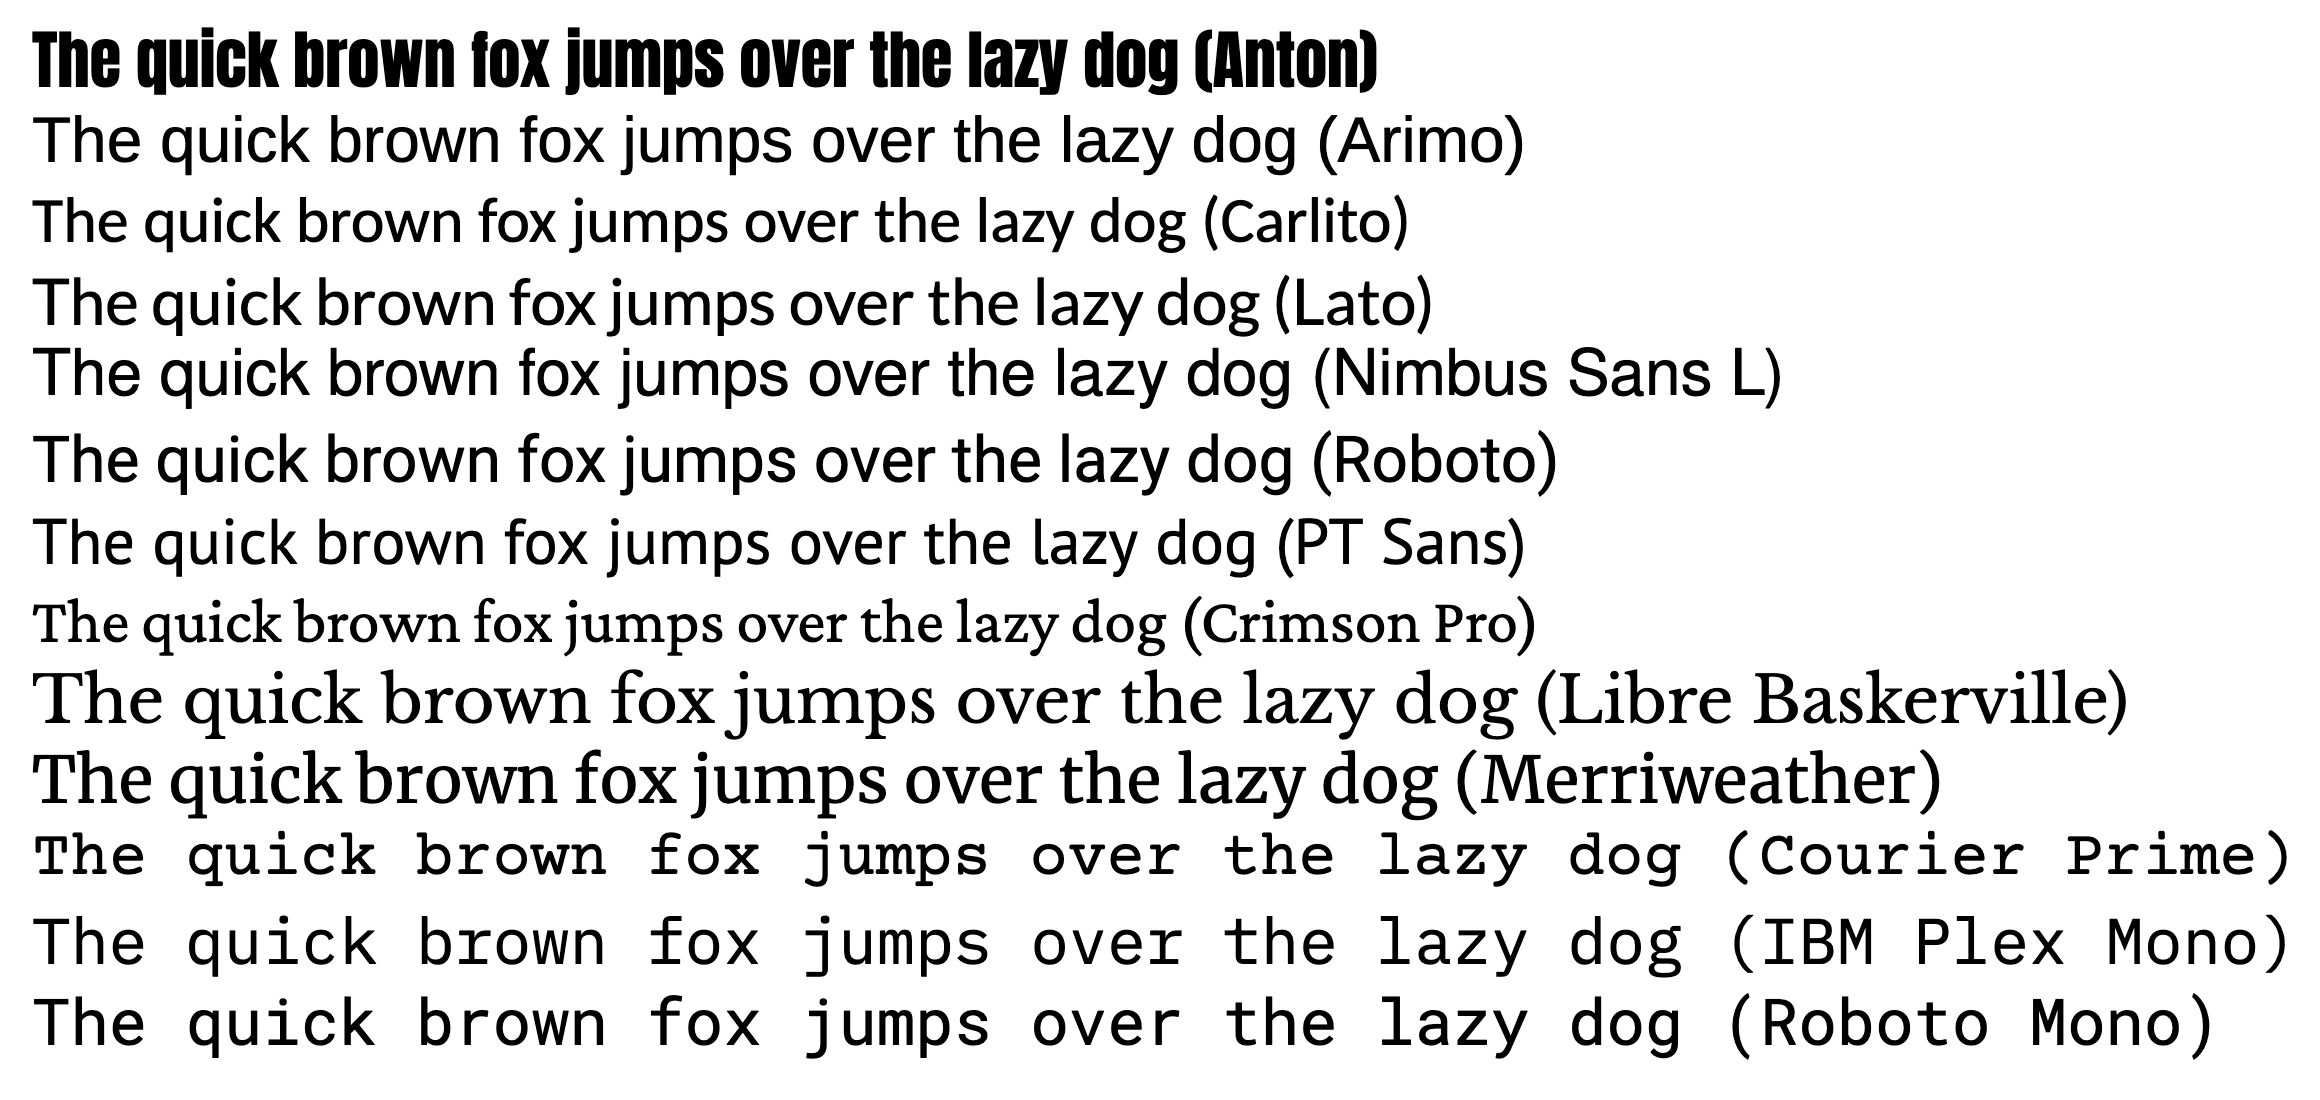 The quick brown fox jumps over the lazy dog (Anton)
The quick brown fox jumps over the lazy dog (Arimo)
The quick brown fox jumps over the lazy dog (Carlito)
The quick brown fox jumps over the lazy dog (Lato)
The quick brown fox jumps over the lazy dog (Nimbus Sans L)
The quick brown fox jumps over the lazy dog (Roboto)
The quick brown fox jumps over the lazy dog (PT Sans)
The quick brown fox jumps over the lazy dog (Crimson Pro)
The quick brown fox jumps over the lazy dog (Libre Baskerville)
The quick brown fox jumps over the lazy dog (Merriweather)
The quick brown fox jumps over the lazy dog (Courier Prime)
The quick brown fox jumps over the lazy dog (IBM Plex Mono)
The quick brown fox jumps over the lazy dog (Roboto Mono)